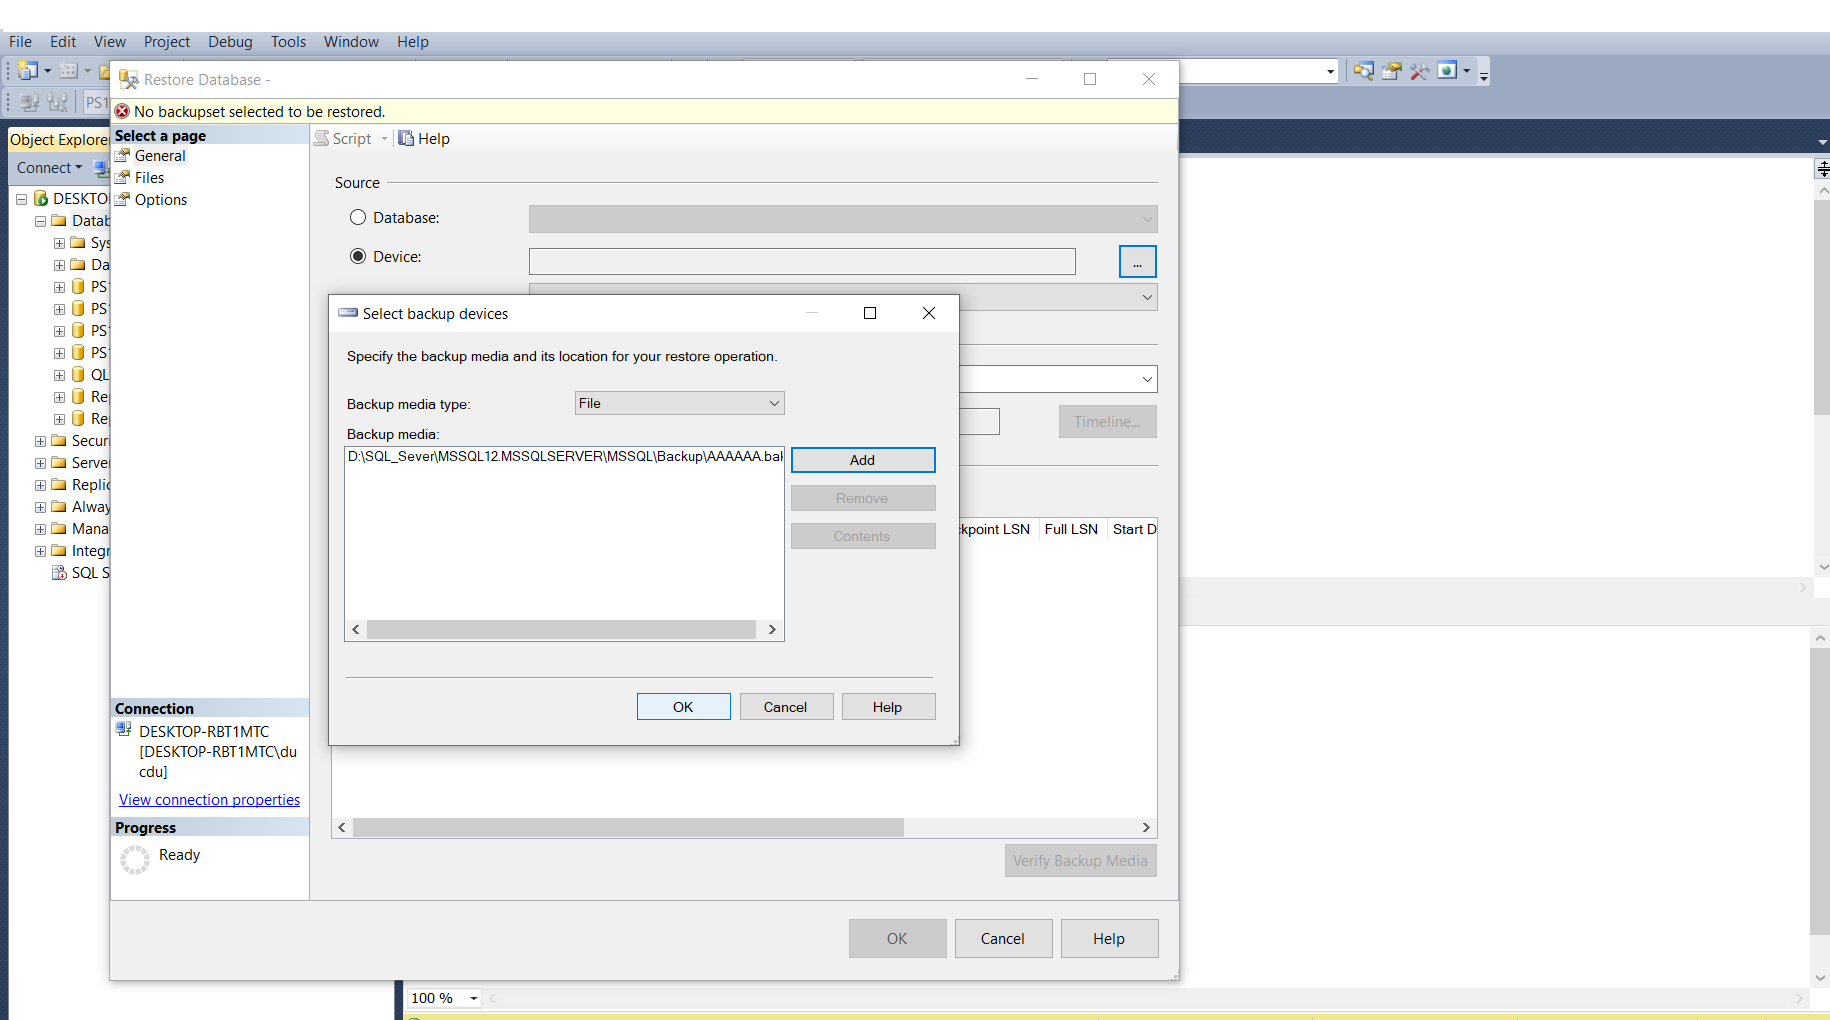 File Edit View Project Debug Tools Window Help
Restore Database -
PS1
No backupset selected to be restored.
Object Explore
Connect
DESKTO
Datab
Sys
Da
PS
PS
PS
PS
QL
Re
Re
Securi
Server
Replic
Alway
Mana
Integr
SQL S
Select a page
General
Files
Options
Script
Help
Source
Database:
Device:
...
Timeline...
ckpoint LSN Full LSN Start D
Select backup devices
Specify the backup media and its location for your restore operation.
Backup media type:
File
Backup media:
D:\SQL_Sever\MSSQL12.MSSQLSERVER\MSSQL\Backup\AAAAAA.bak
Add
Remove
Contents
OK Cancel Help
Connection
DESKTOP-RBT1MTC
[DESKTOP-RBT1MTC\du
cdu]
View connection properties
Progress
Ready
Verify Backup Media
OK Cancel Help
100 %